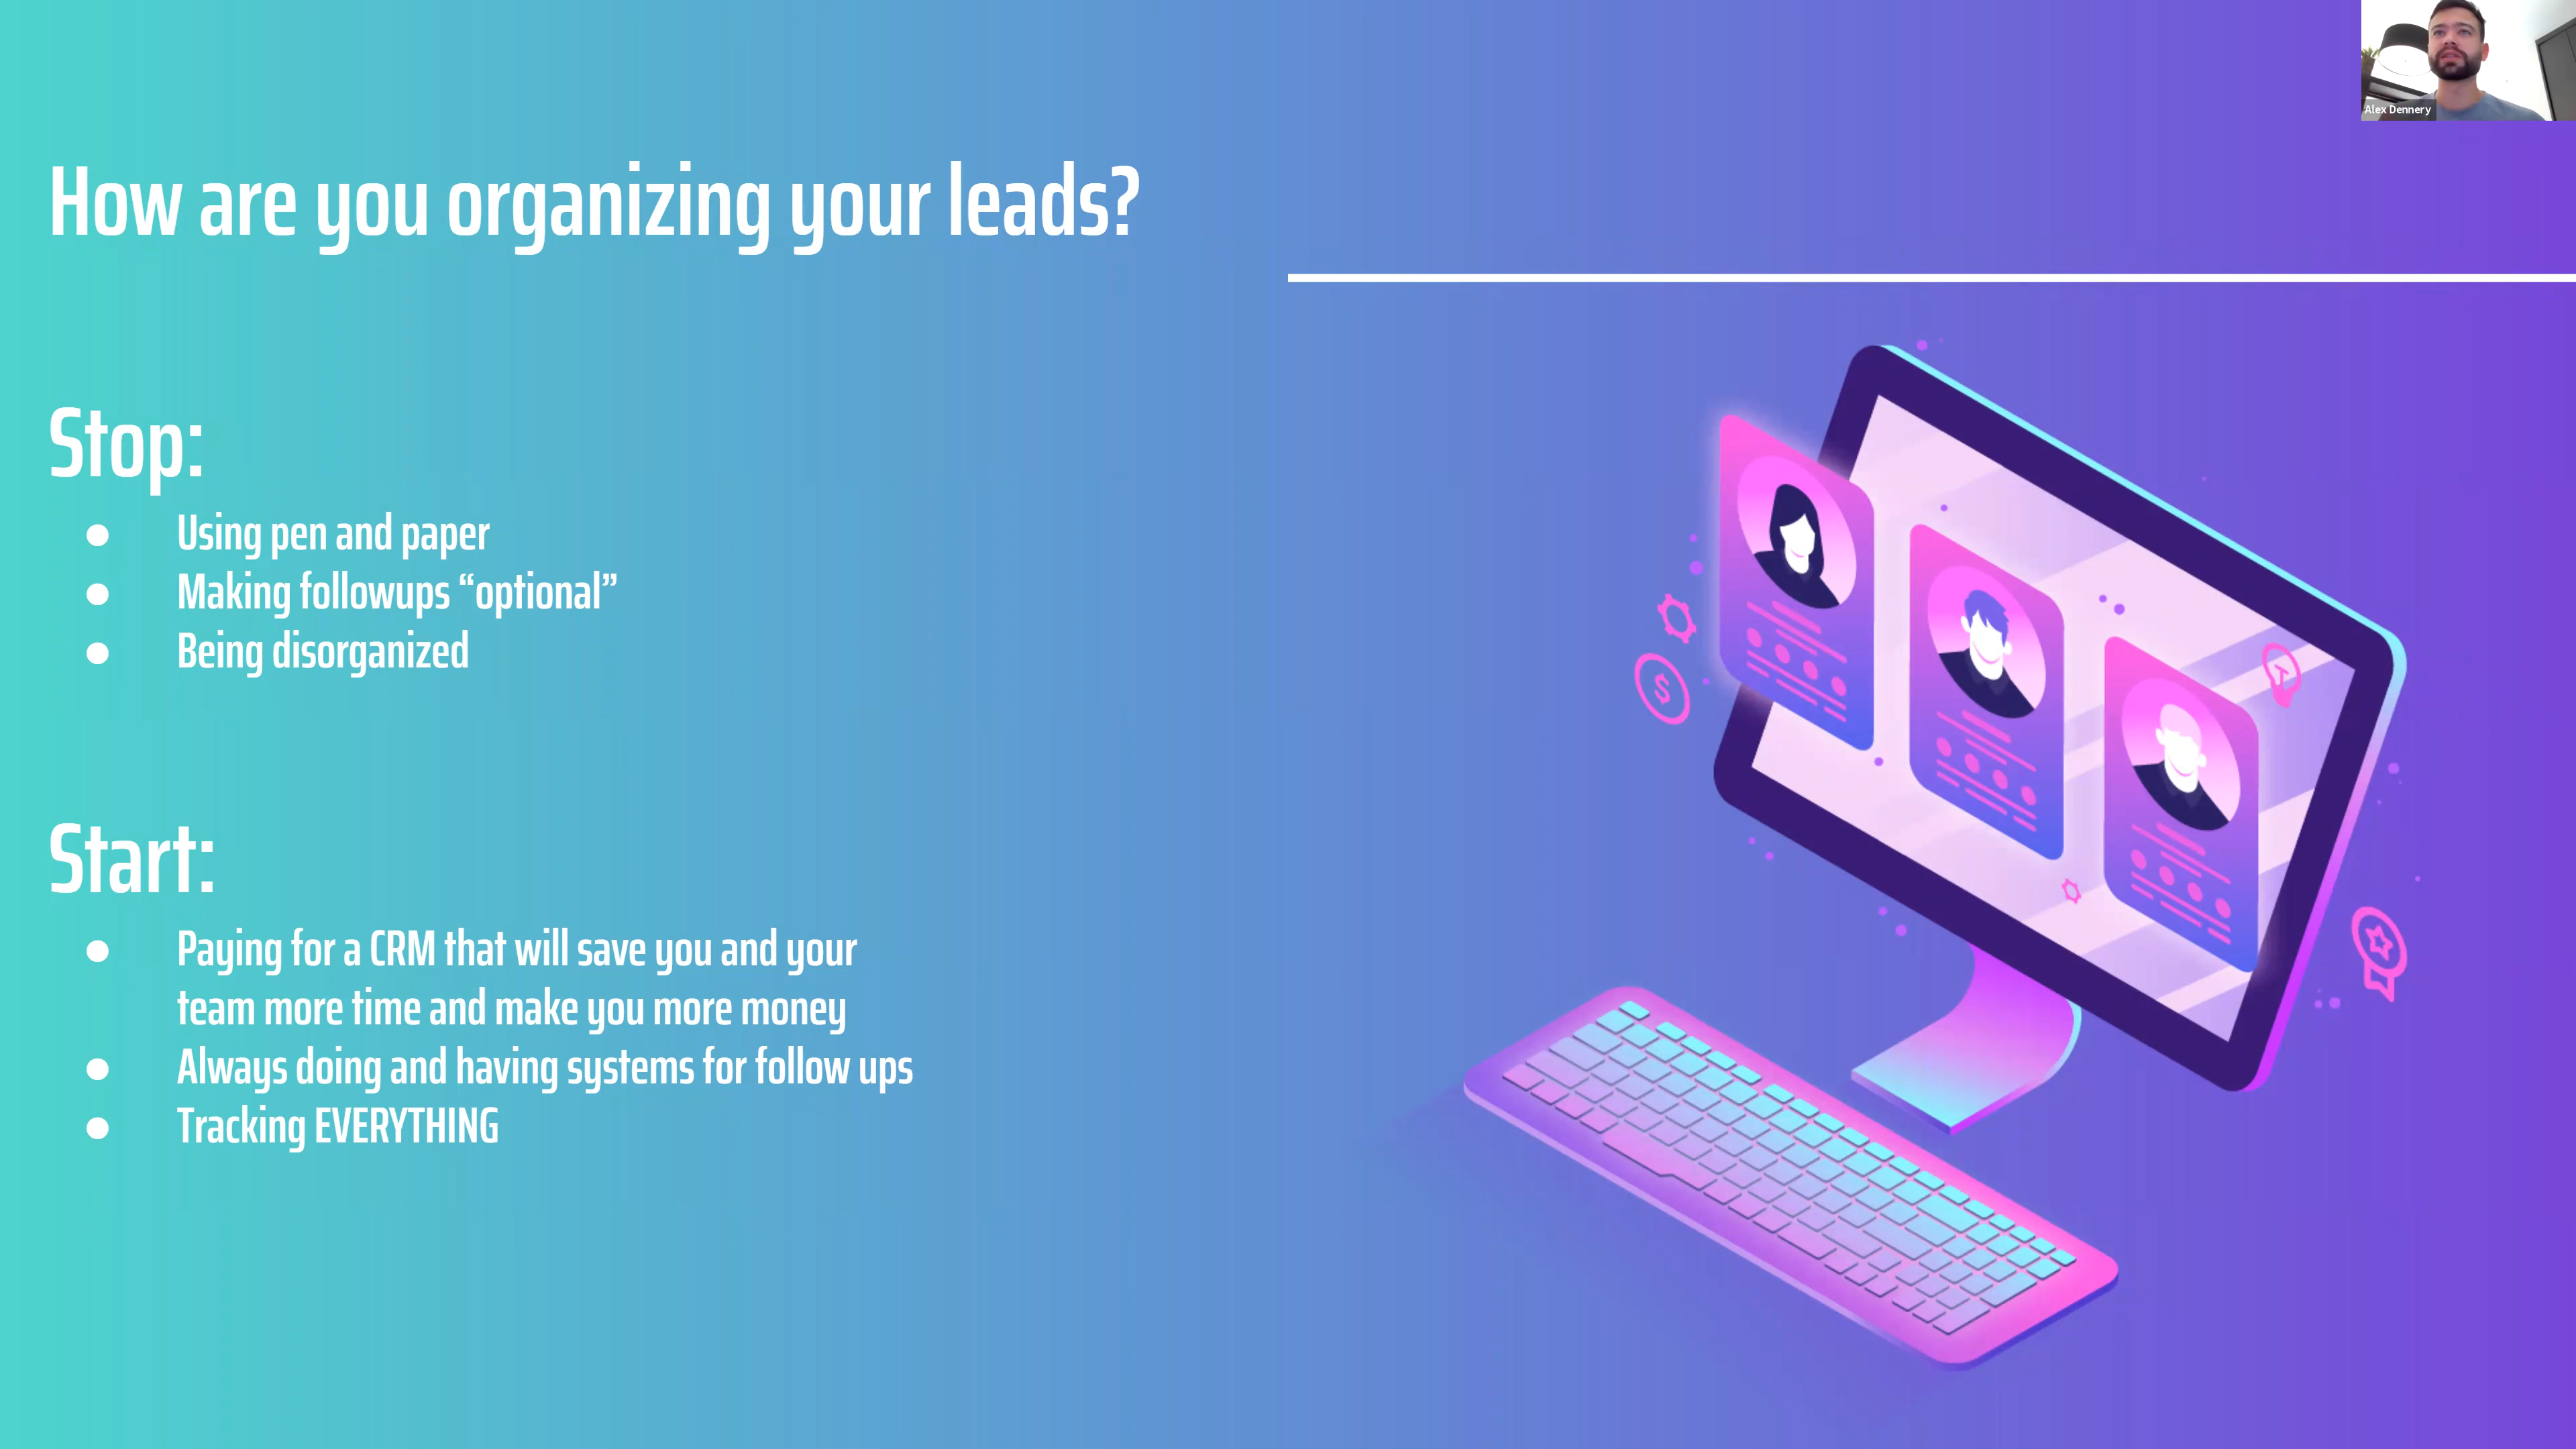 Alex Dennery
How are you organizing your leads?
Stop:
● Using pen and paper
● Making followups “optional”
● Being disorganized
Start:
● Paying for a CRM that will save you and your
team more time and make you more money
● Always doing and having systems for follow ups
● Tracking EVERYTHING
$